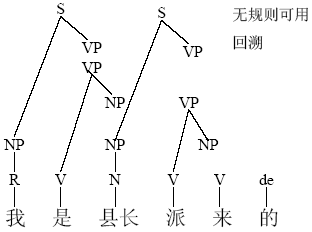 S S 无规则可用
VP VP 回溯
VP
NP VP
NP NP NP
R V N V V de
我 是 县长 派 来 的